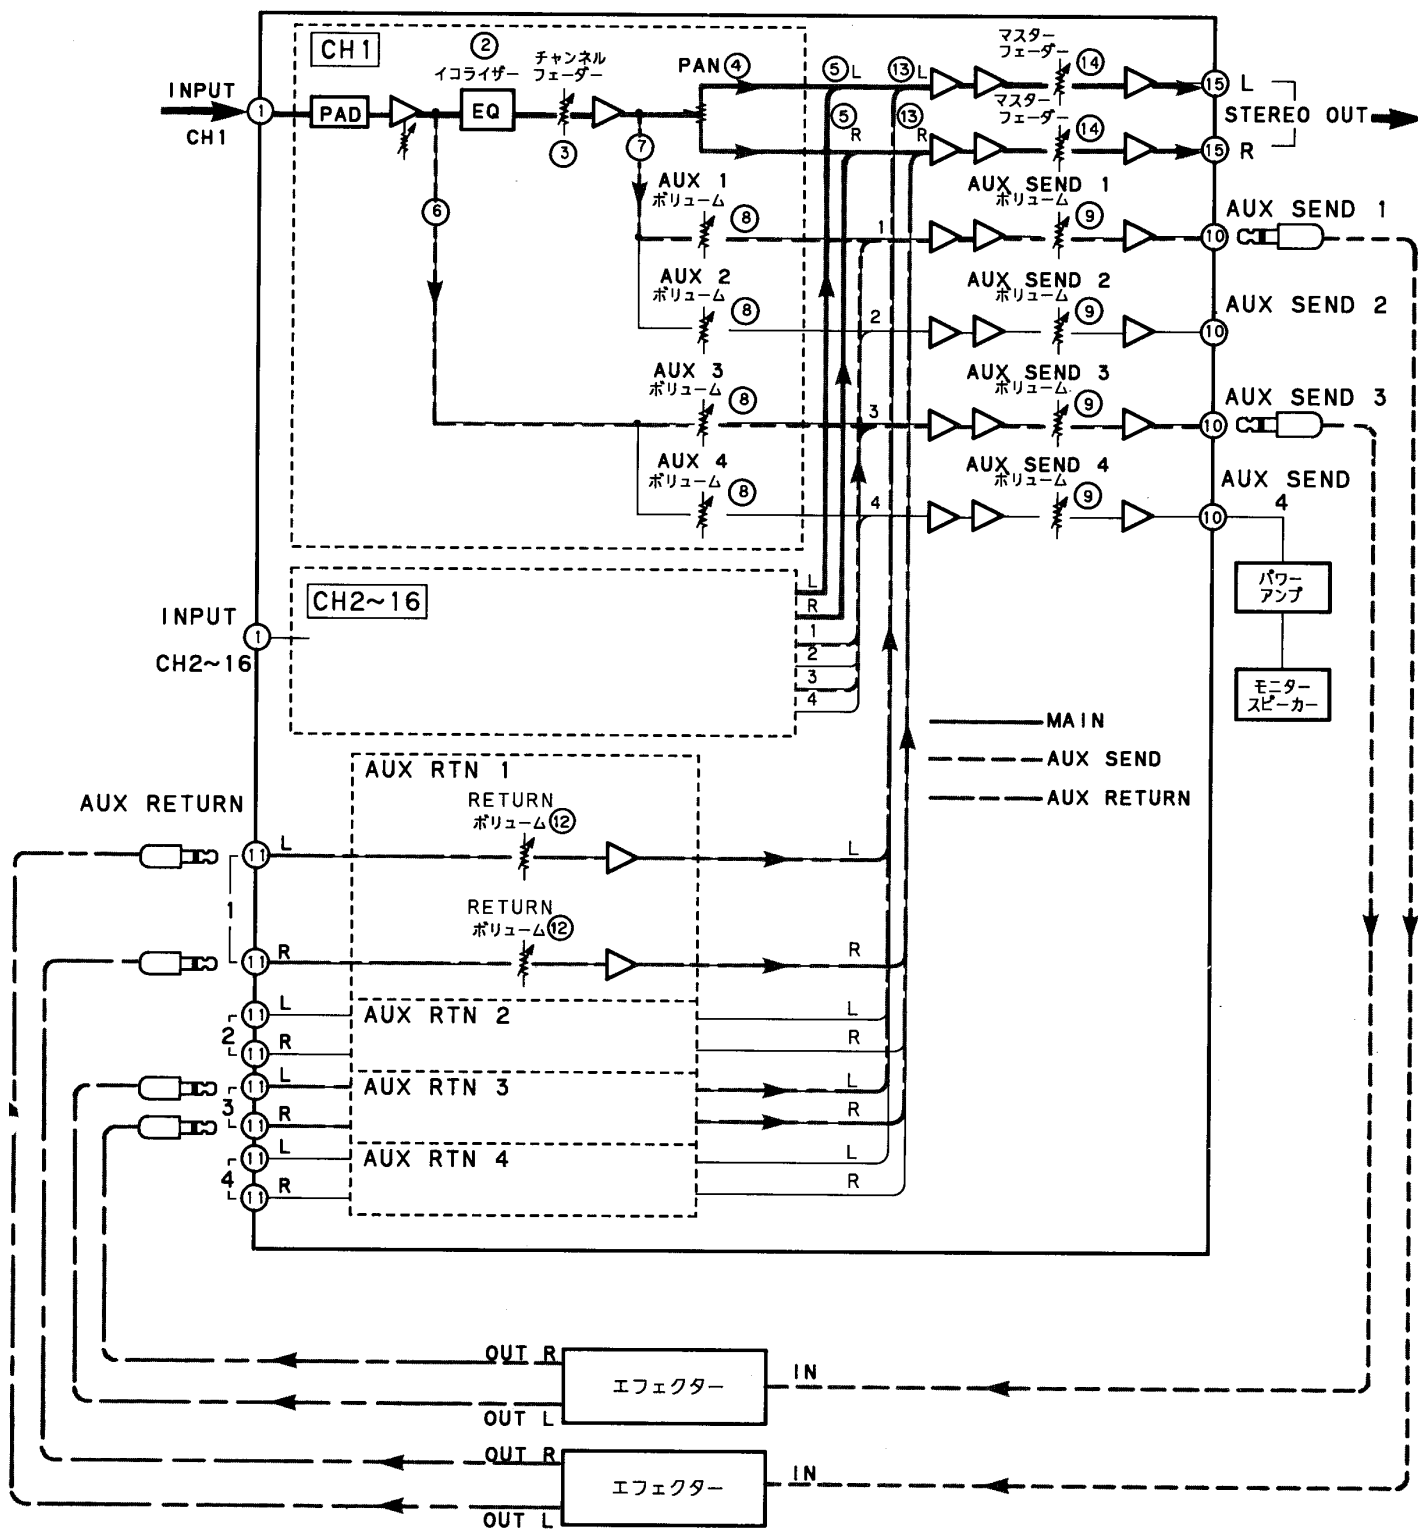 CH1
INPUT
①
CH1
PAD
②
イコライザー
EQ
チャンネル
フェーダー
③
PAN④
⑤L
⑤
R
⑬L
⑬
R
マスター
フェーダー
⑭
マスター
フェーダー
⑭
⑮ L
STEREO OUT
⑮ R
⑥
⑦
AUX 1
ボリューム
⑧
1
AUX SEND 1
ボリューム
⑨
⑩
AUX SEND 1
AUX 2
ボリューム
⑧
2
AUX SEND 2
ボリューム
⑨
⑩
AUX SEND 2
AUX 3
ボリューム
⑧
3
AUX SEND 3
ボリューム
⑨
⑩
AUX SEND 3
AUX 4
ボリューム
⑧
4
AUX SEND 4
ボリューム
⑨
⑩
AUX SEND
4
パワー
アンプ
モニター
スピーカー
INPUT
①
CH2~16
CH2~16
L
R
1
2
3
4
MAIN
AUX SEND
AUX RETURN
AUX RETURN
AUX RTN 1
RETURN
ボリューム⑫
⑪ L
L
1
RETURN
ボリューム⑫
⑪ R
R
AUX RTN 2
2
⑪ L
L
⑪ R
R
AUX RTN 3
3
⑪ L
L
⑪ R
R
AUX RTN 4
4
⑪ L
L
⑪ R
R
OUT R
エフェクター
IN
OUT L
OUT R
エフェクター
IN
OUT L